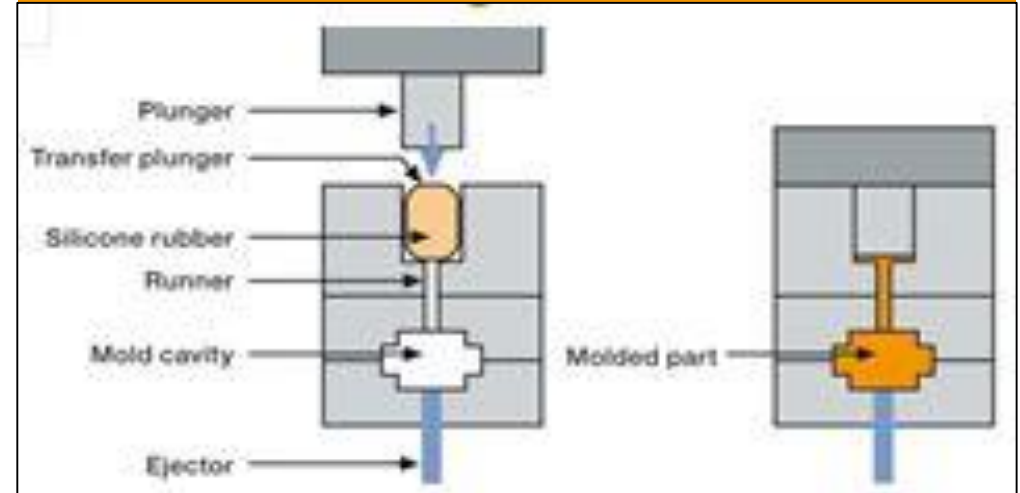 Plunger
Transfer plunger
Silicone rubber
Runner
Mold cavity
Ejector
Molded part